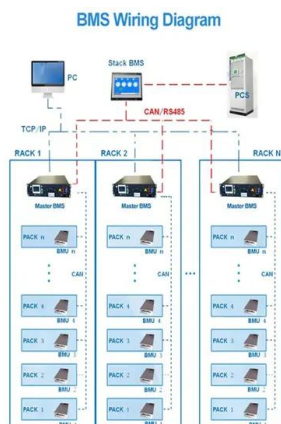 BMS Wiring Diagram
Stack BMS
PC
PCS
CAN/RS485
TCP/IP
RACK 1
RACK 2
RACK N
Master BMS
Master BMS
Master BMS
PACK n
PACK n
PACK n
BMU n
BMU n
BMU n
CAN
CAN
CAN
PACK 4
PACK 4
PACK 4
BMU 4
BMU 4
BMU 4
PACK 3
PACK 3
PACK 3
BMU 3
BMU 3
BMU 3
PACK 2
PACK 2
PACK 2
BMU 2
BMU 2
BMU 2
PACK 1
PACK 1
PACK 1